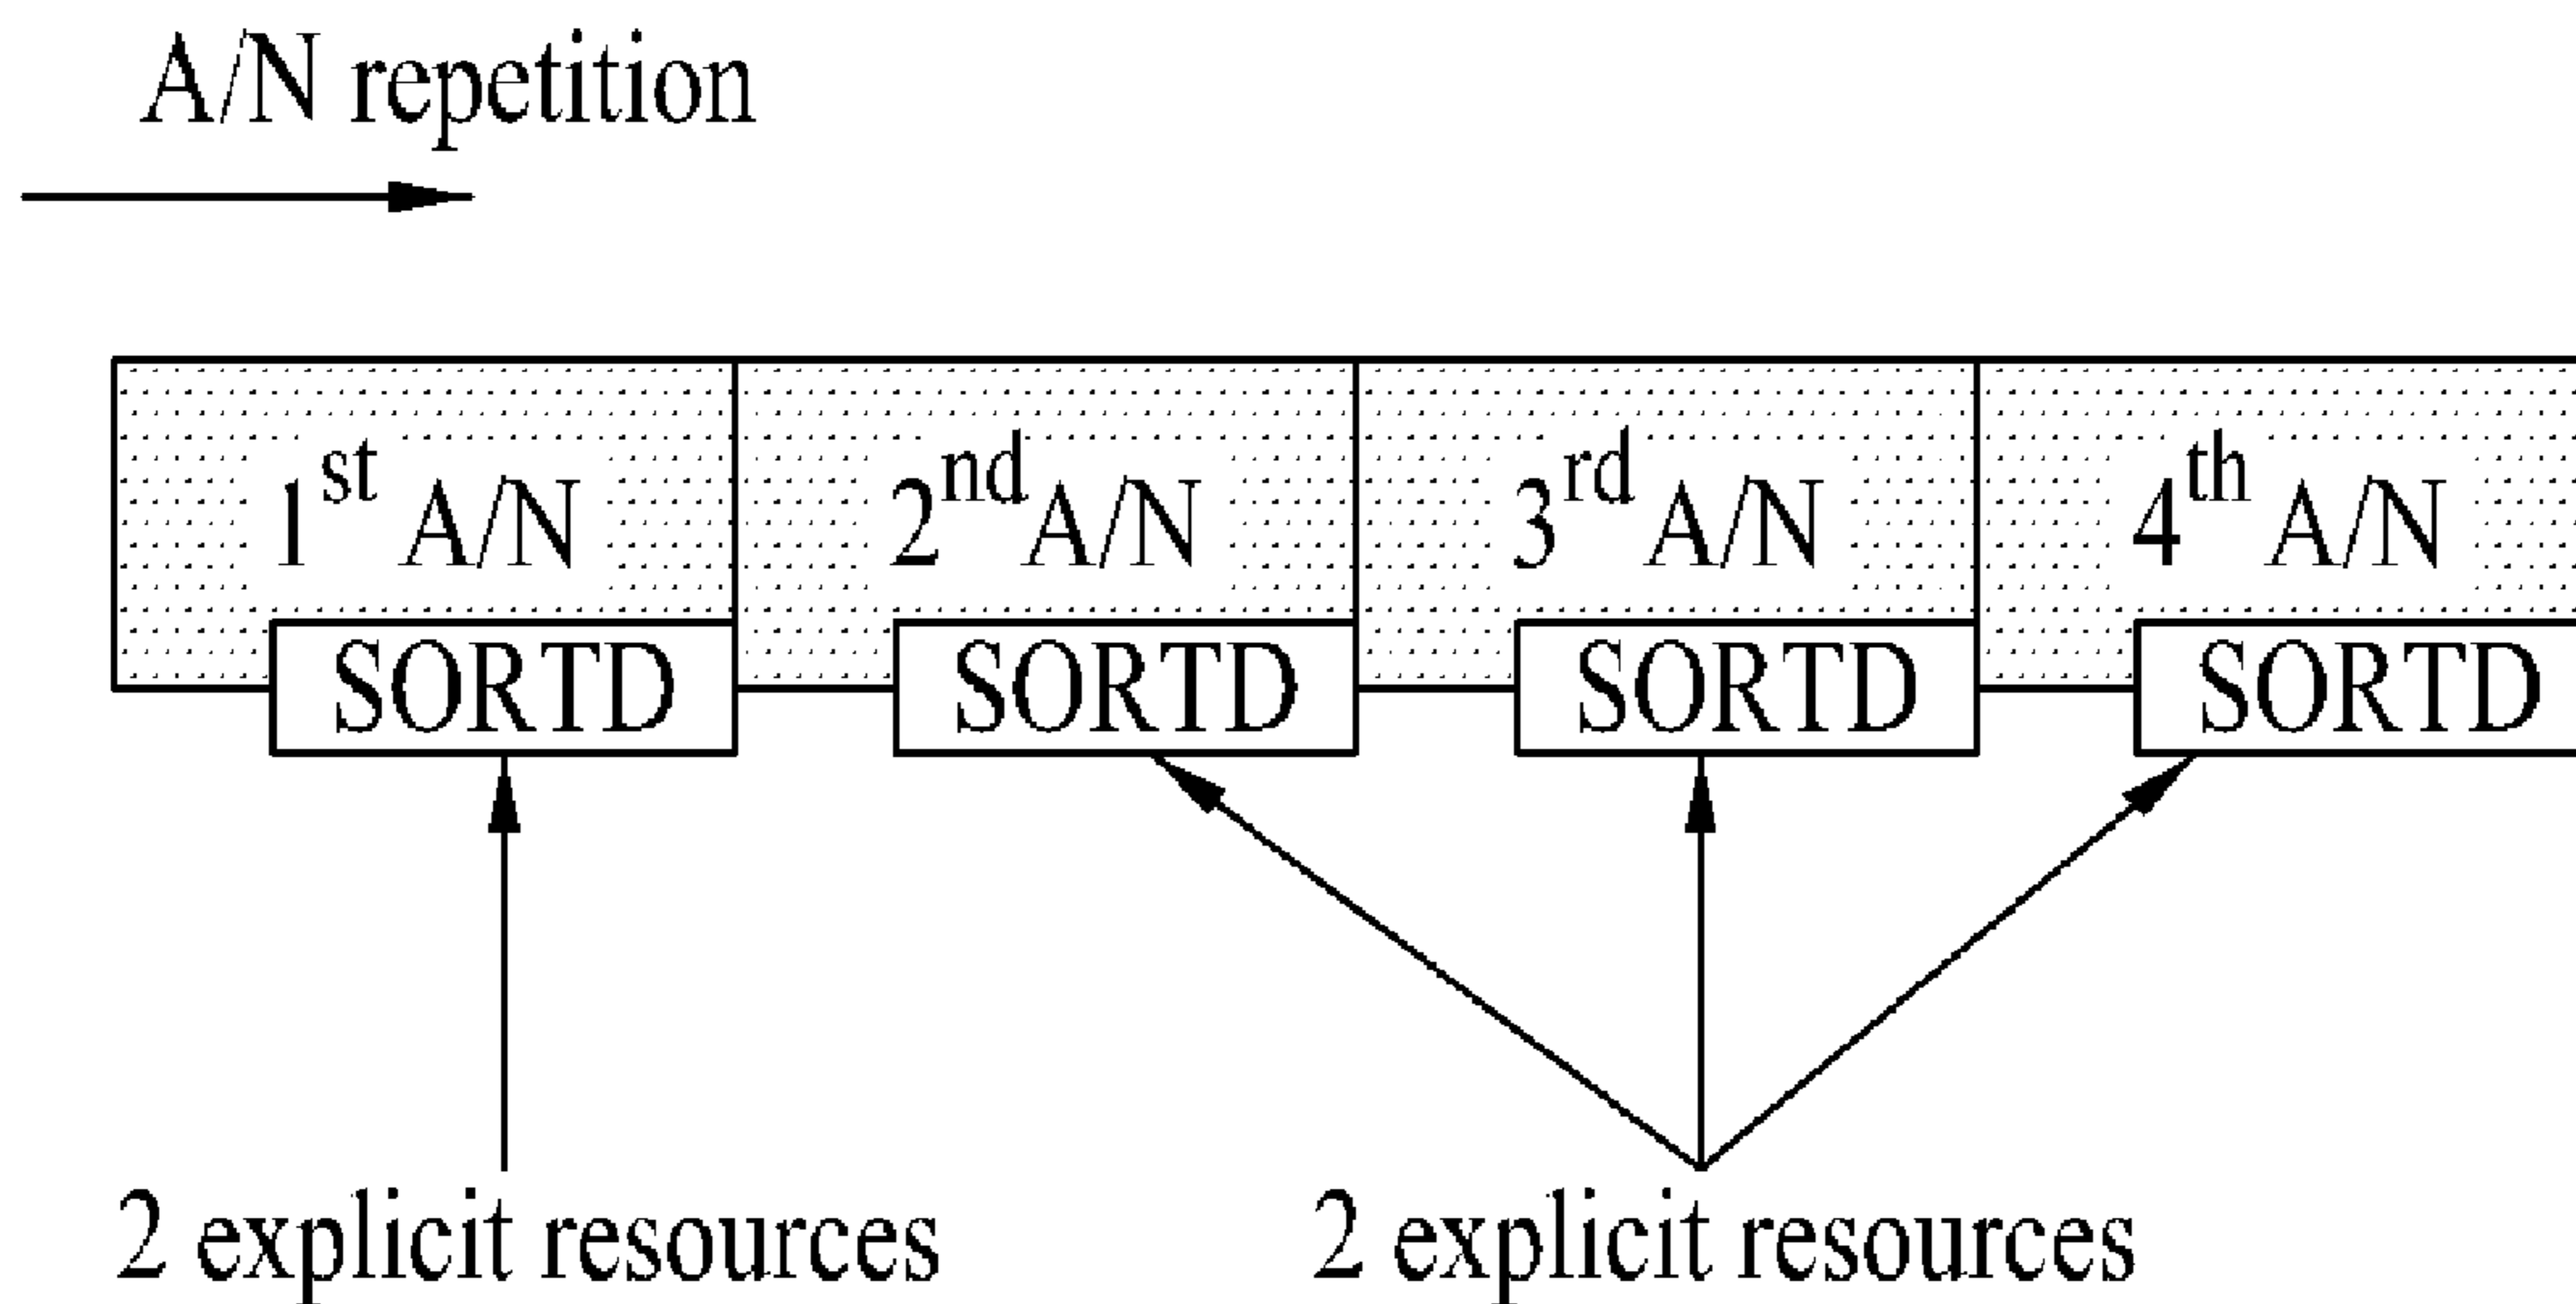 A/N repetition
1st A/N 2nd A/N 3rd A/N 4th A/N
SORTD SORTD SORTD SORTD
2 explicit resources 2 explicit resources